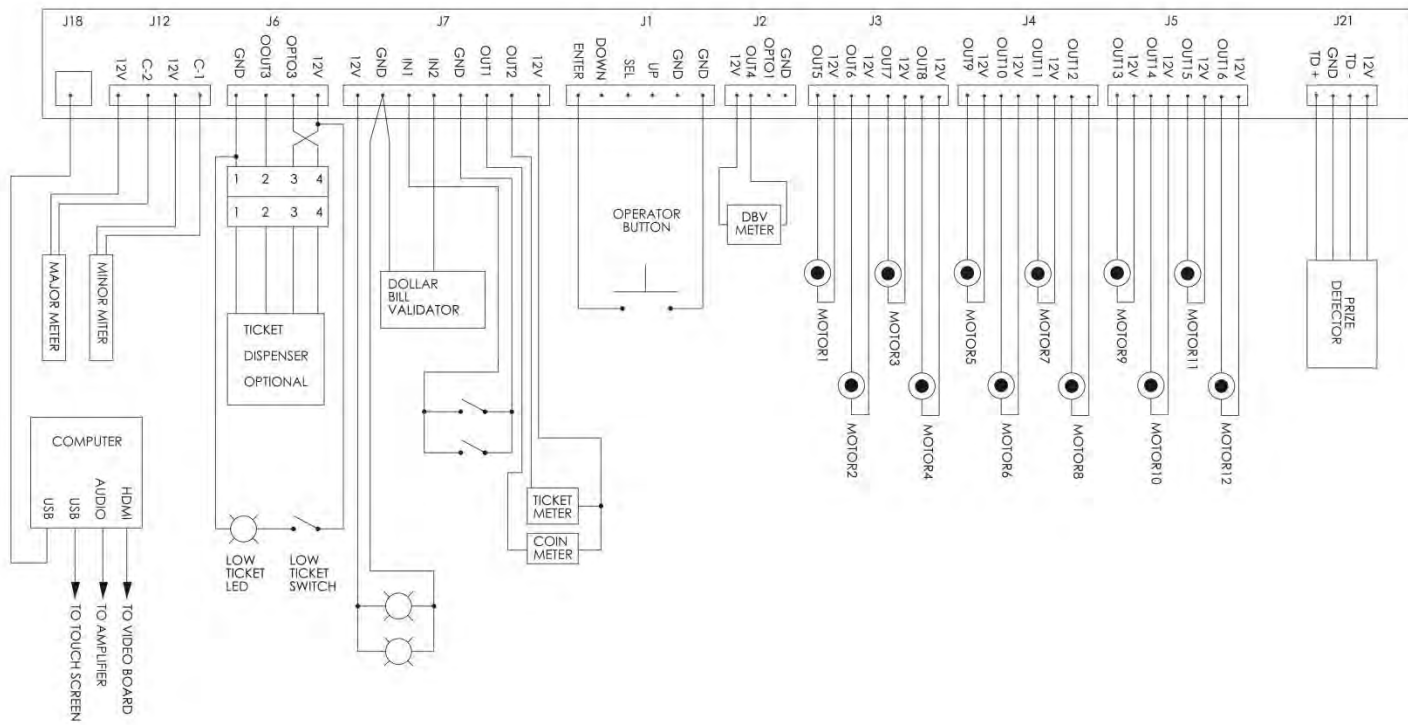 J18
J12
J6
J7
J1
J2
J3
J4
J5
J21
12V
C-2
12V
C-1
GND
OOUT3
OPTO3
12V
12V
GND
IN1
IN2
GND
OUT1
OUT2
12V
ENTER
DOWN
SEL
UP
GND
GND
12V
OUT4
OPTO1
GND
OUT5
12V
OUT6
12V
OUT7
12V
OUT8
12V
OUT9
12V
OUT10
12V
OUT11
12V
OUT12
OUT13
12V
OUT14
12V
OUT15
12V
OUT16
12V
TD +
GND
TD -
12V
1 2 3 4
1 2 3 4
MAJOR METER
MINOR MITER
TICKET
DISPENSER
OPTIONAL
DOLLAR
BILL
VALIDATOR
OPERATOR
BUTTON
DBV
METER
MOTOR1
MOTOR2
MOTOR3
MOTOR4
MOTOR5
MOTOR6
MOTOR7
MOTOR8
MOTOR9
MOTOR10
MOTOR11
MOTOR12
PRIZE
DETECTOR
COMPUTER
USB
USB
AUDIO
HDMI
TO TOUCH SCREEN
TO AMPLIFIER
TO VIDEO BOARD
LOW
TICKET
LED
LOW
TICKET
SWITCH
TICKET
METER
COIN
METER